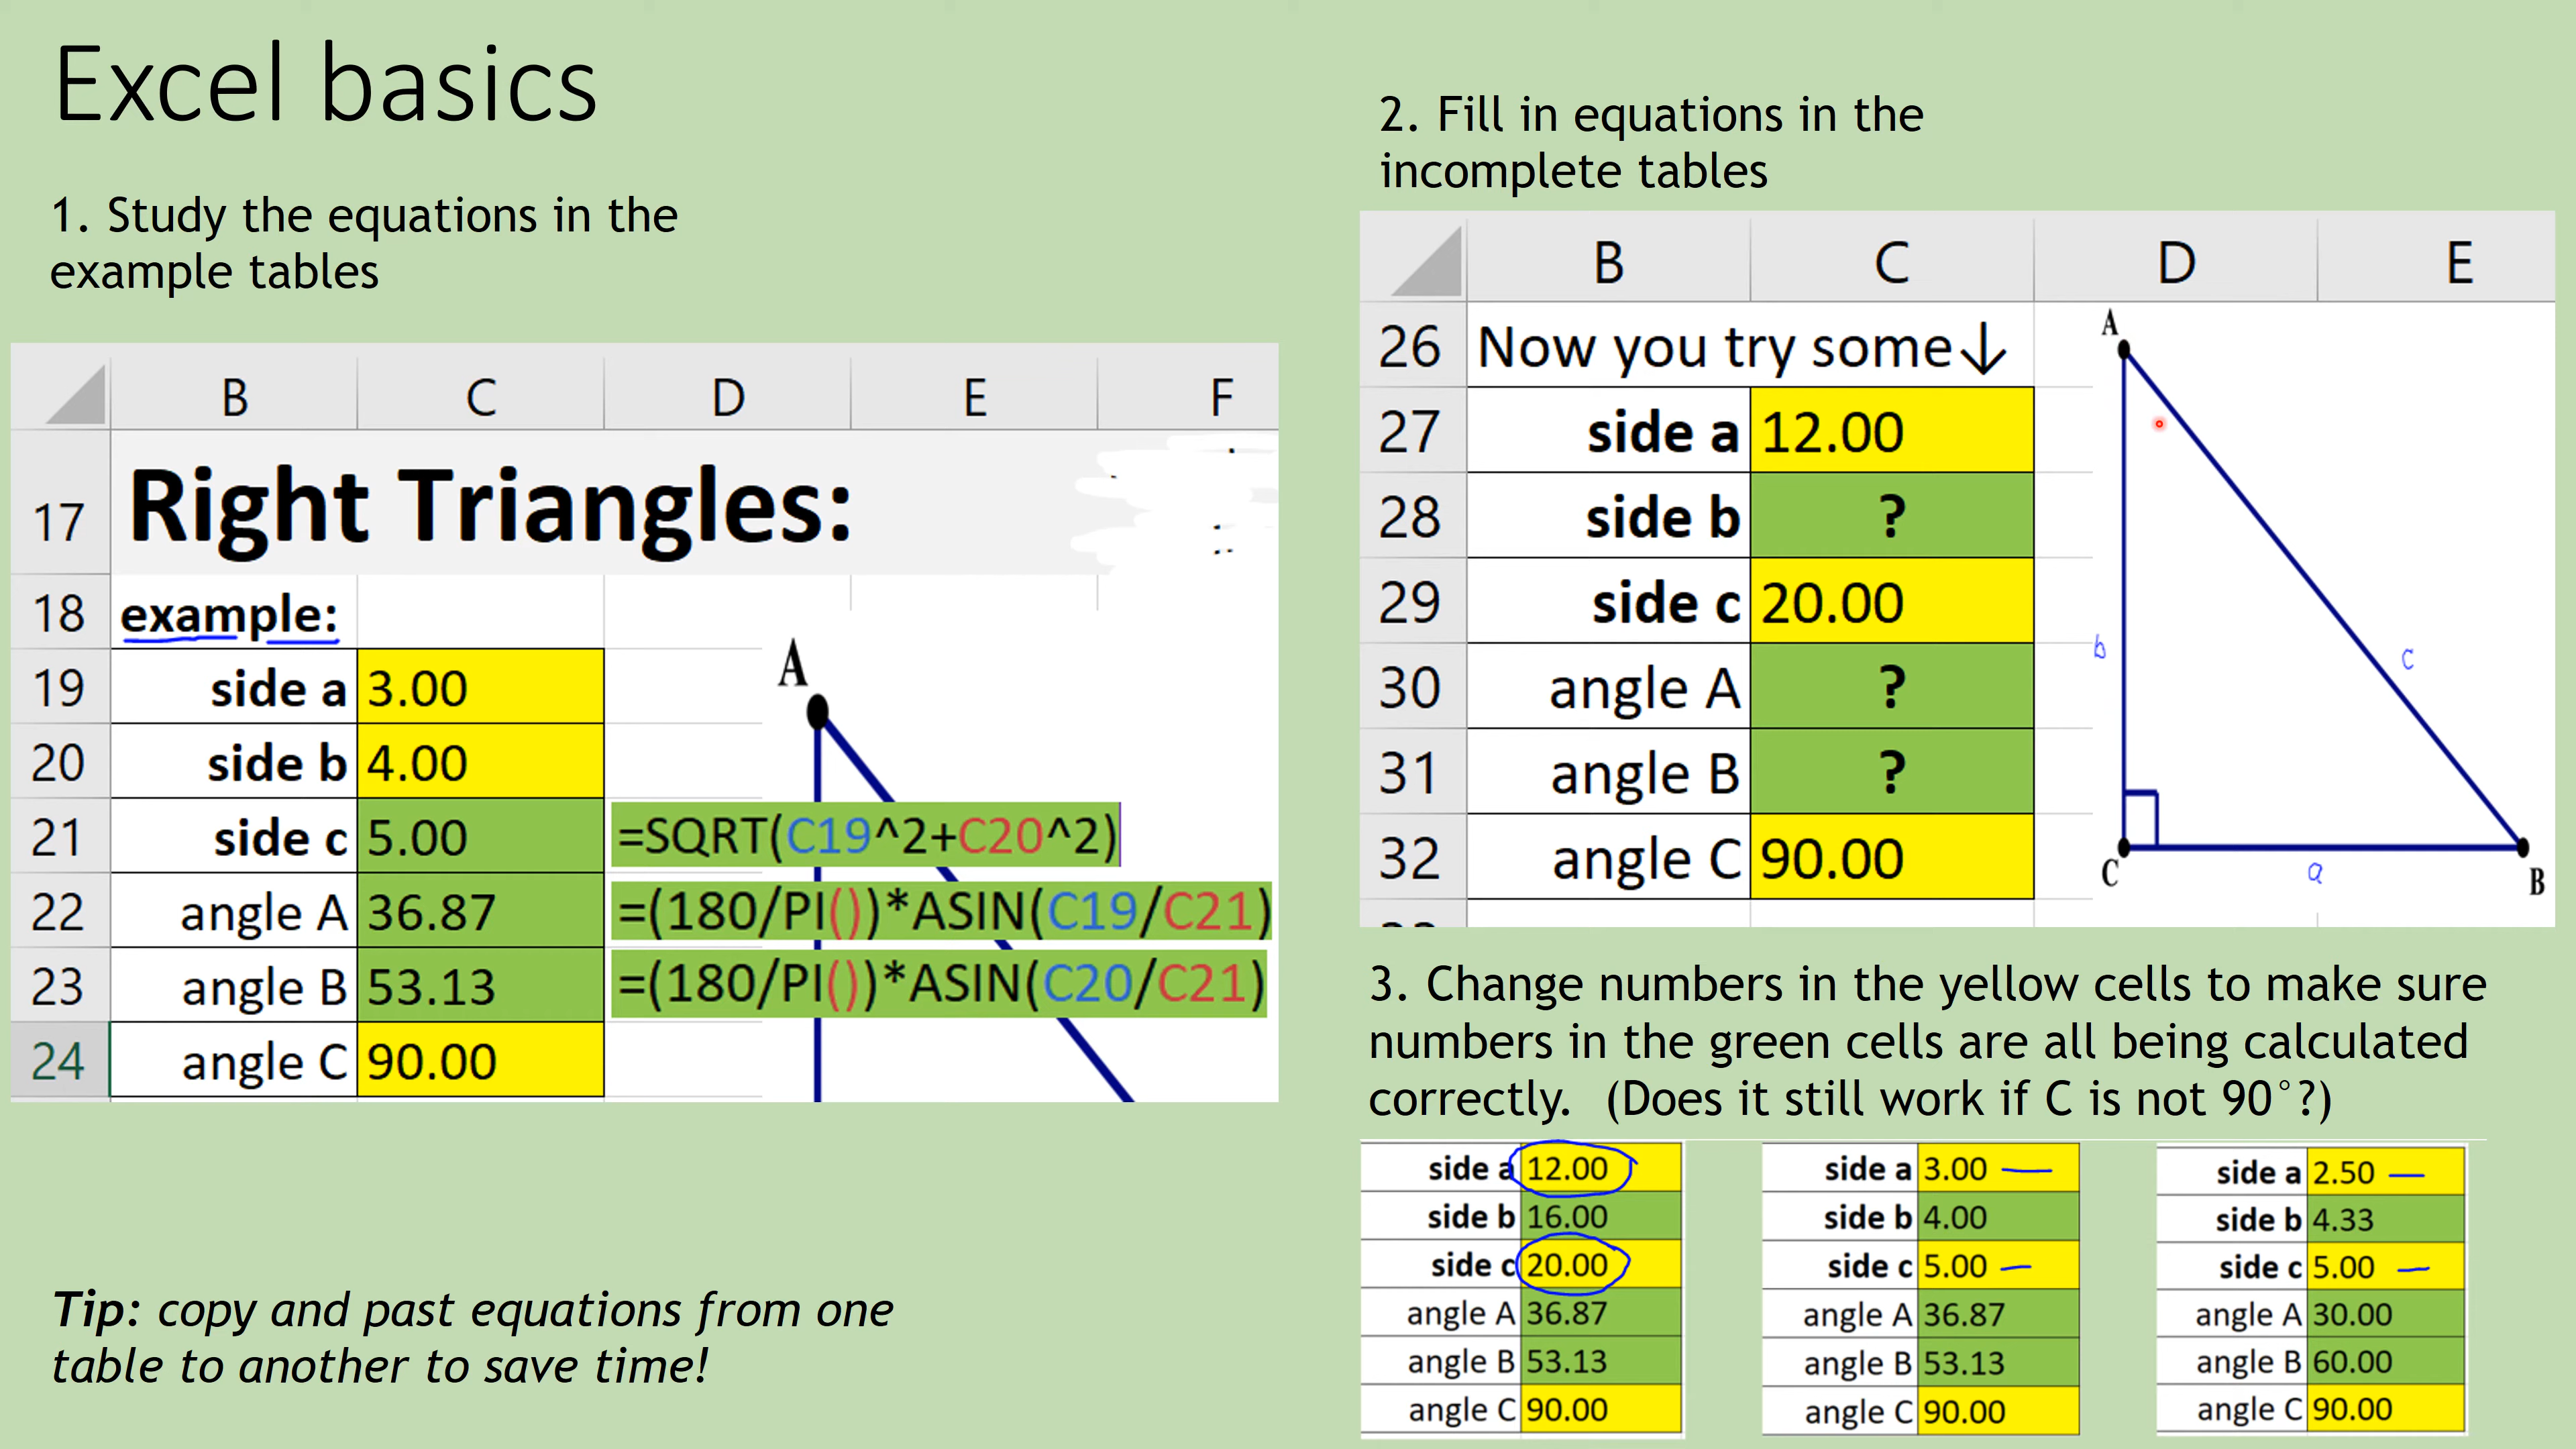 Excel basics
1. Study the equations in the
example tables
B C D E F
17 Right Triangles:
18 example:
19 side a 3.00
20 side b 4.00
21 side c 5.00 =SQRT(C19^2+C20^2)
22 angle A 36.87 =(180/PI())*ASIN(C19/C21)
23 angle B 53.13 =(180/PI())*ASIN(C20/C21)
24 angle C 90.00
A
Tip: copy and past equations from one
table to another to save time!
2. Fill in equations in the
incomplete tables
B C D E
26 Now you try some↓
27 side a 12.00
28 side b ?
29 side c 20.00
30 angle A ?
31 angle B ?
32 angle C 90.00
A
b c
C a B
3. Change numbers in the yellow cells to make sure
numbers in the green cells are all being calculated
correctly. (Does it still work if C is not 90°?)
side a 12.00
side b 16.00
side c 20.00
angle A 36.87
angle B 53.13
angle C 90.00
side a 3.00
side b 4.00
side c 5.00
angle A 36.87
angle B 53.13
angle C 90.00
side a 2.50
side b 4.33
side c 5.00
angle A 30.00
angle B 60.00
angle C 90.00